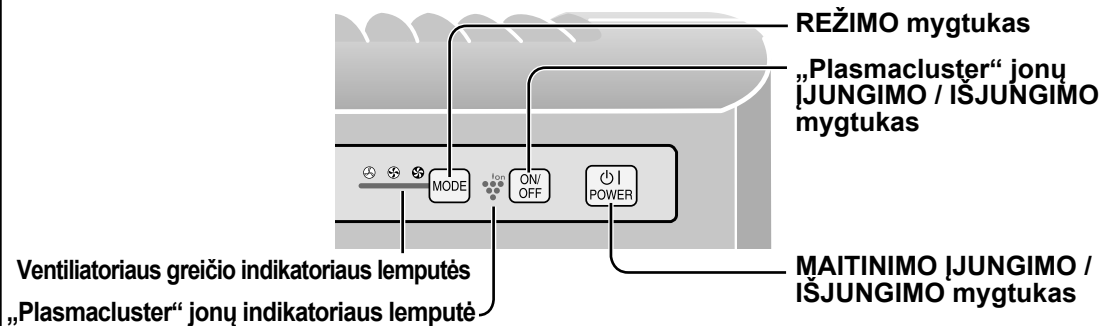 REŽIMO mygtukas
„Plasmacluster“ jonų
ĮJUNGIMO / IŠJUNGIMO
mygtukas
MODE
ion
ON/
OFF
POWER
Ventiliatoriaus greičio indikatoriaus lemputės
„Plasmacluster“ jonų indikatoriaus lemputė
MAITINIMO ĮJUNGIMO /
IŠJUNGIMO mygtukas